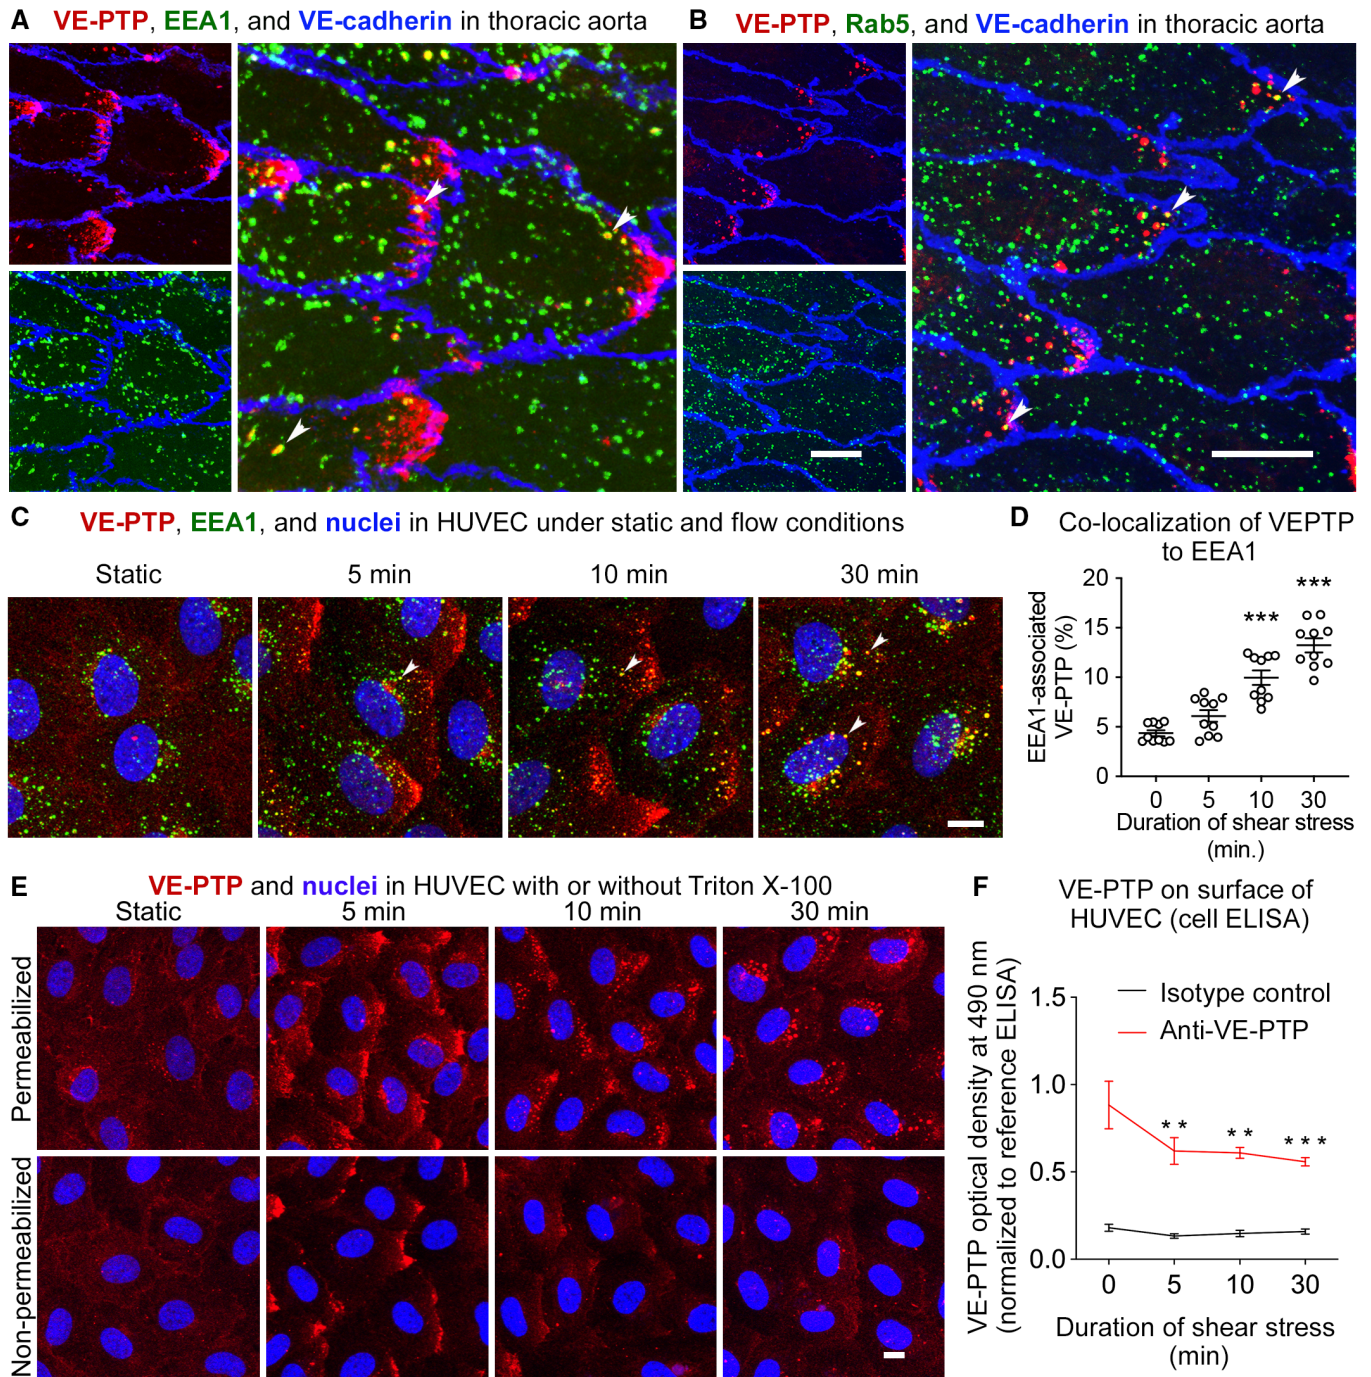 A VE-PTP, EEA1, and VE-cadherin in thoracic aorta
B VE-PTP, Rab5, and VE-cadherin in thoracic aorta
C VE-PTP, EEA1, and nuclei in HUVEC under static and flow conditions
Static 5 min 10 min 30 min
D Co-localization of VEPTP
to EEA1
EEA1-associated
VE-PTP (%)
20
15
10
5
0
***
***
0 5 10 30
Duration of shear stress
(min.)
E VE-PTP and nuclei in HUVEC with or without Triton X-100
Static 5 min 10 min 30 min
Permeabilized
Non-permeabilized
F VE-PTP on surface of
HUVEC (cell ELISA)
VE-PTP optical density at 490 nm
(normalized to reference ELISA)
1.5
1.0
0.5
0.0
Isotype control
Anti-VE-PTP
** ** ***
0 5 10 30
Duration of shear stress
(min)